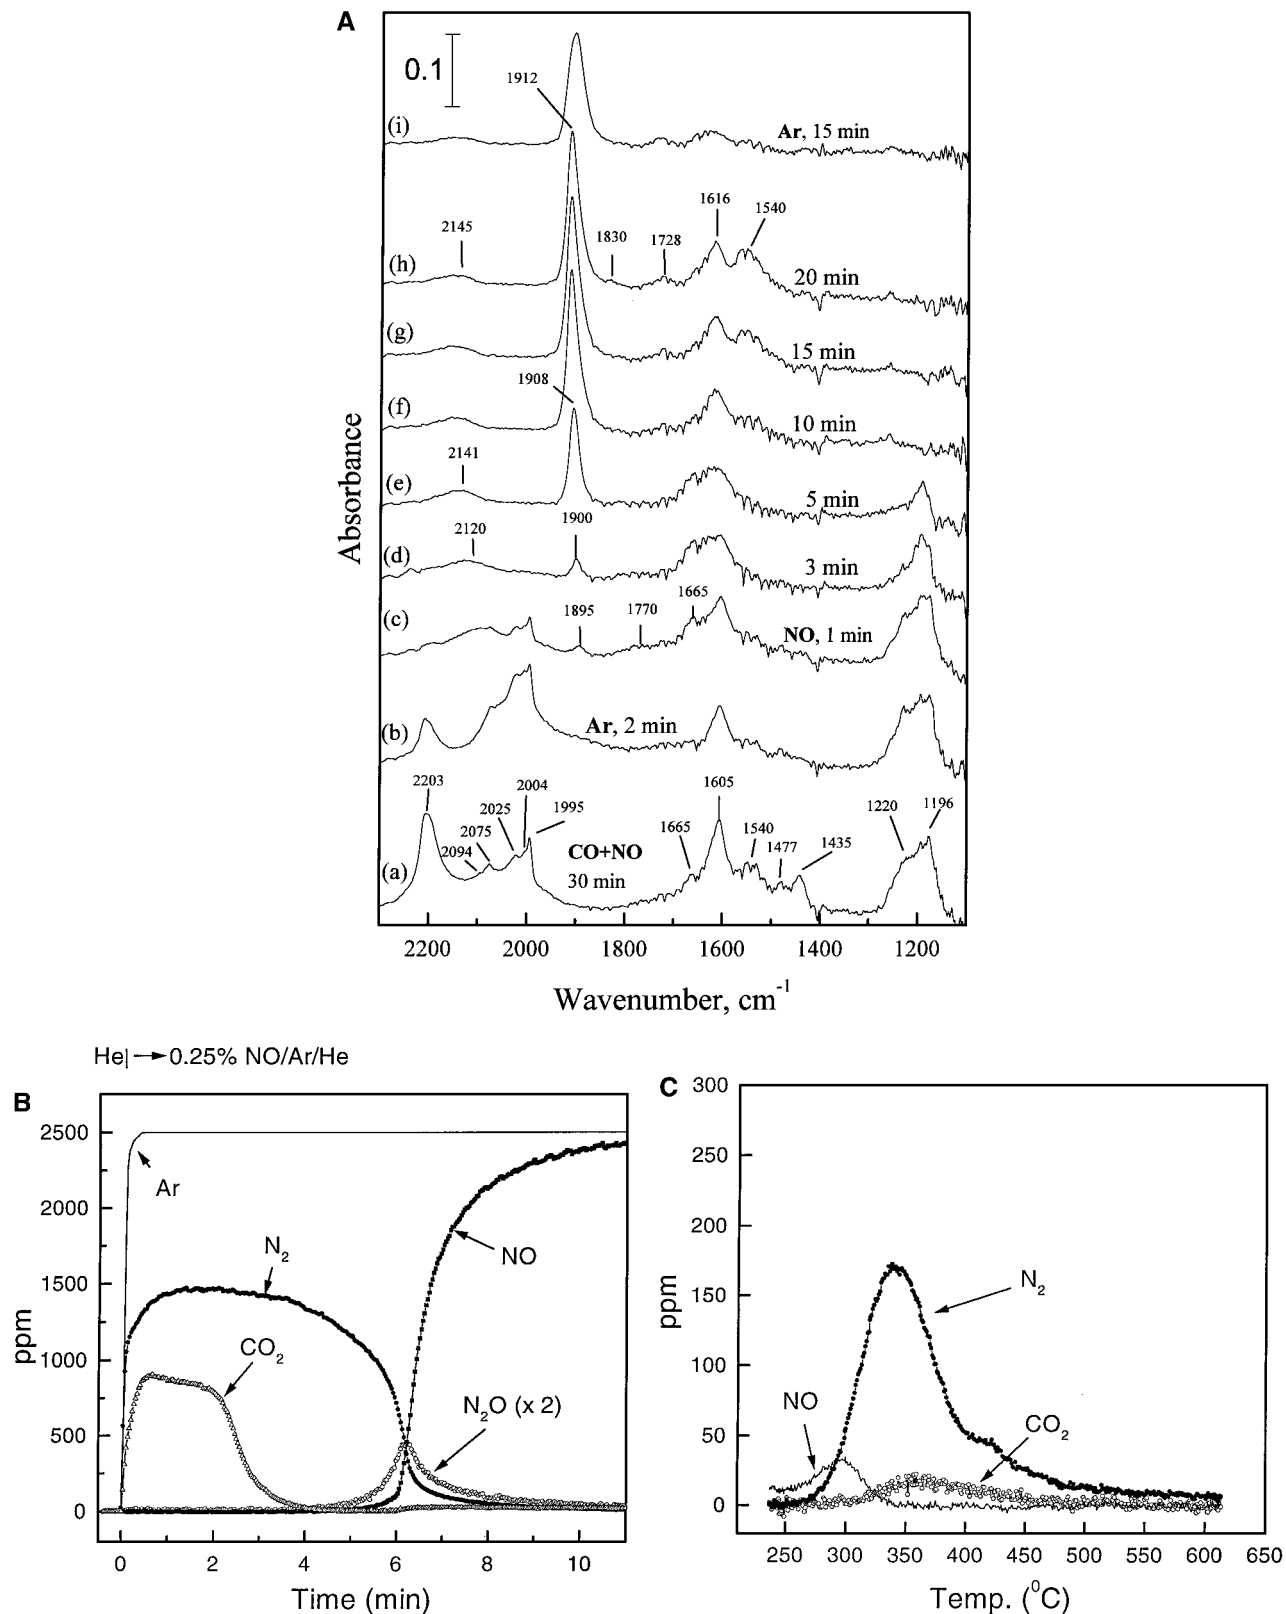 A
0.1
1912
(i)
Ar, 15 min
2145
1830
1728
1616
1540
(h)
20 min
(g)
15 min
1908
(f)
10 min
2141
(e)
5 min
2120
1900
(d)
3 min
1895
1770
1665
(c)
NO, 1 min
(b)
Ar, 2 min
2203
2094
2075
2025
2004
1995
1665
1605
1540
1477
1435
1220
1196
CO+NO
30 min
(a)
Absorbance
2200 2000 1800 1600 1400 1200
Wavenumber, cm-1
He|→0.25% NO/Ar/He
B
2500
2000
1500
1000
500
0
ppm
Ar
N2
CO2
NO
N2O (x 2)
0 2 4 6 8 10
Time (min)
C
300
250
200
150
100
50
0
ppm
N2
NO
CO2
250 300 350 400 450 500 550 600 650
Temp. (0C)